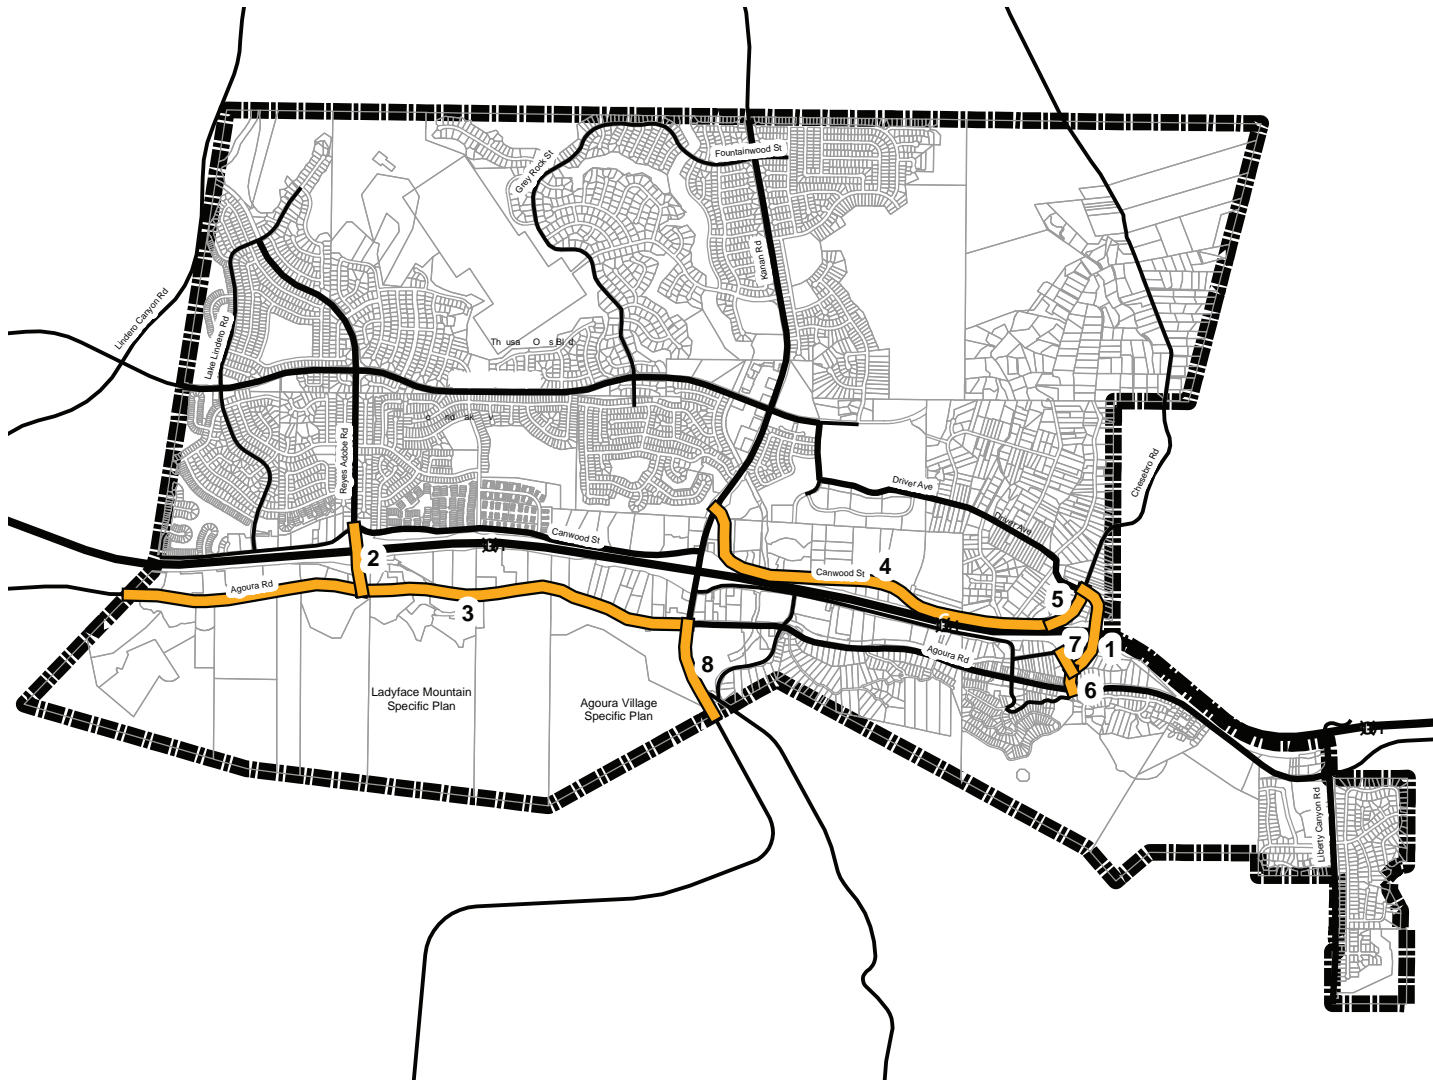 Fountainwood St
Grey Rock St
Kanan Rd
Lindero Canyon Rd
Lake Lindero Rd
Reyes Adobe Rd
Chesebro Rd
Driver Ave
Driver Ave
Canwood St
2
Agoura Rd
3
4
Canwood St
5
7
1
Agoura Rd
8
6
Ladyface Mountain
Specific Plan
Agoura Village
Specific Plan
Liberty Canyon Rd